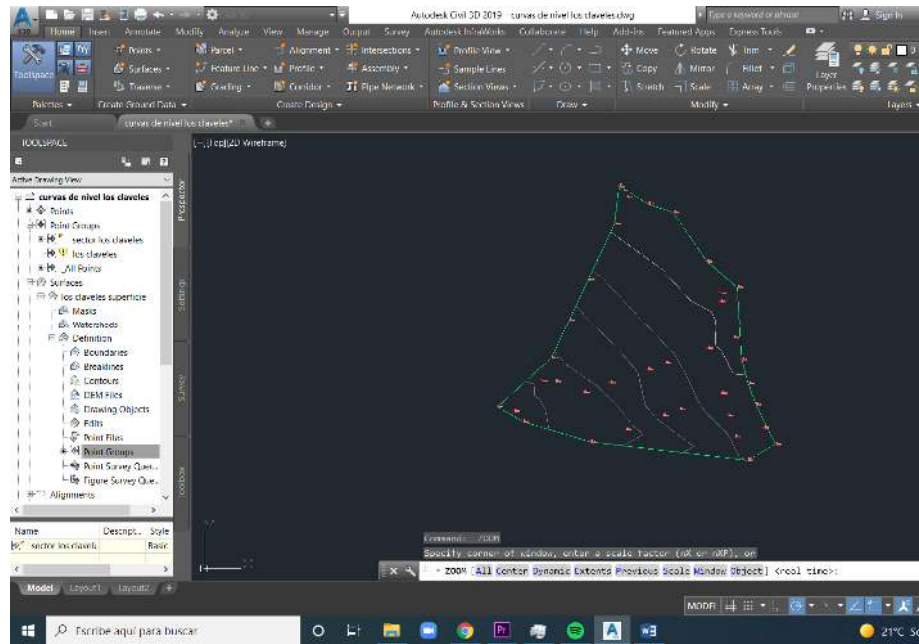 Autodesk Civil 3D 2019 curvas de nivel los claveles.dwg
Type a keyword or phrase
Sign In
Home Insert Annotate Modify Analyze View Manage Output Survey Autodesk InfraWorks Collaborate Help Add-Ins Featured Apps Express Tools
Points Parcel Alignment Intersections Profile View Move Rotate Trim
Toolspace Surfaces Feature Line Profile Assembly Sample Lines Copy Mirror Fillet Layer Properties
Traverse Grading Corridor Pipe Network Section Views Stretch Scale Array
Palettes Create Ground Data Create Design Profile & Section Views Draw Modify Layers
Start curvas de nivel los claveles*
TOOLSPACE
[-][Top][2D Wireframe]
Active Drawing View
curvas de nivel los claveles
Points
Point Groups
sector los claveles
los claveles
_All Points
Surfaces
los claveles superficie
Masks
Watersheds
Definition
Boundaries
Breaklines
Contours
DEM Files
Drawing Objects
Edits
Point Files
Point Groups
Point Survey Que...
Figure Survey Que...
Alignments
Prospector
Settings
Survey
Toolbox
Name Descript... Style
sector los clavel Basic
Command: ZOOM
Specify corner of window, enter a scale factor (nX or nXP), or
ZOOM [All Center Dynamic Extents Previous Scale Window Object] <real time>:
Model Layout1 Layout2 +
MODEL
Escribe aquí para buscar
21°C